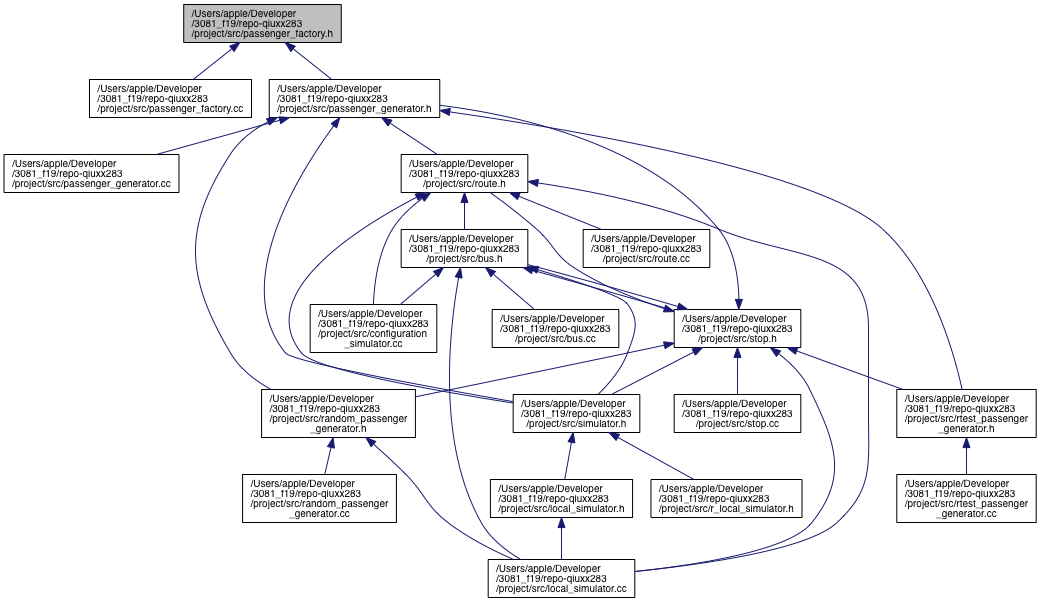 /Users/apple/Developer
/3081_f19/repo-qiuxx283
/project/src/passenger_factory.h
/Users/apple/Developer
/3081_f19/repo-qiuxx283
/project/src/passenger_factory.cc
/Users/apple/Developer
/3081_f19/repo-qiuxx283
/project/src/passenger_generator.h
/Users/apple/Developer
/3081_f19/repo-qiuxx283
/project/src/passenger_generator.cc
/Users/apple/Developer
/3081_f19/repo-qiuxx283
/project/src/route.h
/Users/apple/Developer
/3081_f19/repo-qiuxx283
/project/src/bus.h
/Users/apple/Developer
/3081_f19/repo-qiuxx283
/project/src/route.cc
/Users/apple/Developer
/3081_f19/repo-qiuxx283
/project/src/configuration
_simulator.cc
/Users/apple/Developer
/3081_f19/repo-qiuxx283
/project/src/bus.cc
/Users/apple/Developer
/3081_f19/repo-qiuxx283
/project/src/stop.h
/Users/apple/Developer
/3081_f19/repo-qiuxx283
/project/src/random_passenger
_generator.h
/Users/apple/Developer
/3081_f19/repo-qiuxx283
/project/src/simulator.h
/Users/apple/Developer
/3081_f19/repo-qiuxx283
/project/src/stop.cc
/Users/apple/Developer
/3081_f19/repo-qiuxx283
/project/src/rtest_passenger
_generator.h
/Users/apple/Developer
/3081_f19/repo-qiuxx283
/project/src/random_passenger
_generator.cc
/Users/apple/Developer
/3081_f19/repo-qiuxx283
/project/src/local_simulator.h
/Users/apple/Developer
/3081_f19/repo-qiuxx283
/project/src/r_local_simulator.h
/Users/apple/Developer
/3081_f19/repo-qiuxx283
/project/src/rtest_passenger
_generator.cc
/Users/apple/Developer
/3081_f19/repo-qiuxx283
/project/src/local_simulator.cc